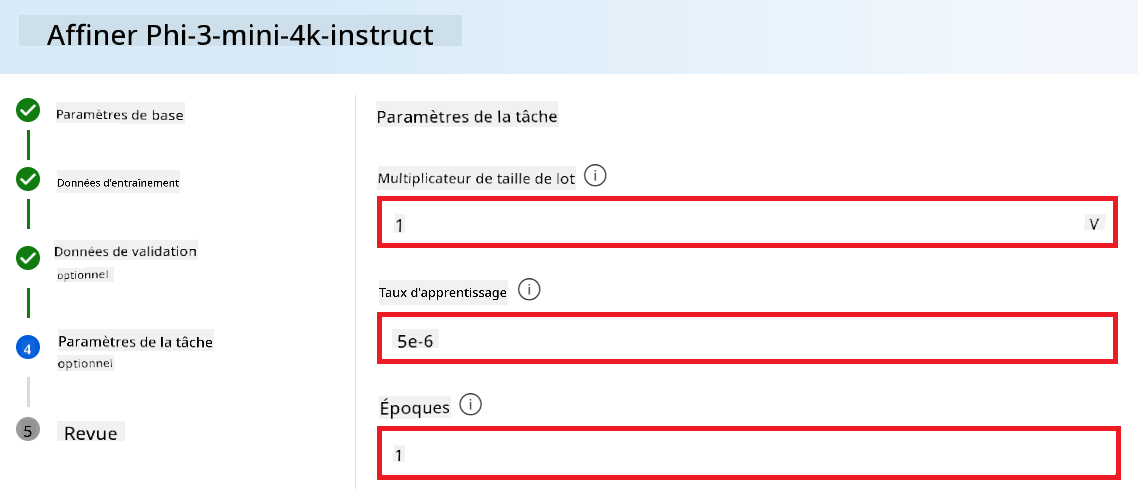 Affiner Phi-3-mini-4k-instruct
Paramètres de base
Données d'entraînement
Données de validation
optionnel
4
Paramètres de la tâche
optionnel
5
Revue
Paramètres de la tâche
Multiplicateur de taille de lot
1
V
Taux d'apprentissage
5e-6
Époques
1